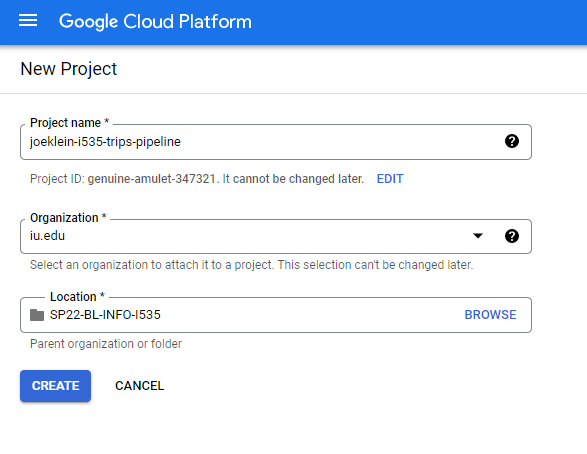 Google Cloud Platform
New Project
Project name *
joeklein-i535-trips-pipeline
Project ID: genuine-amulet-347321. It cannot be changed later. EDIT
Organization *
iu.edu
Select an organization to attach it to a project. This selection can't be changed later.
Location *
SP22-BL-INFO-I535 BROWSE
Parent organization or folder
CREATE CANCEL